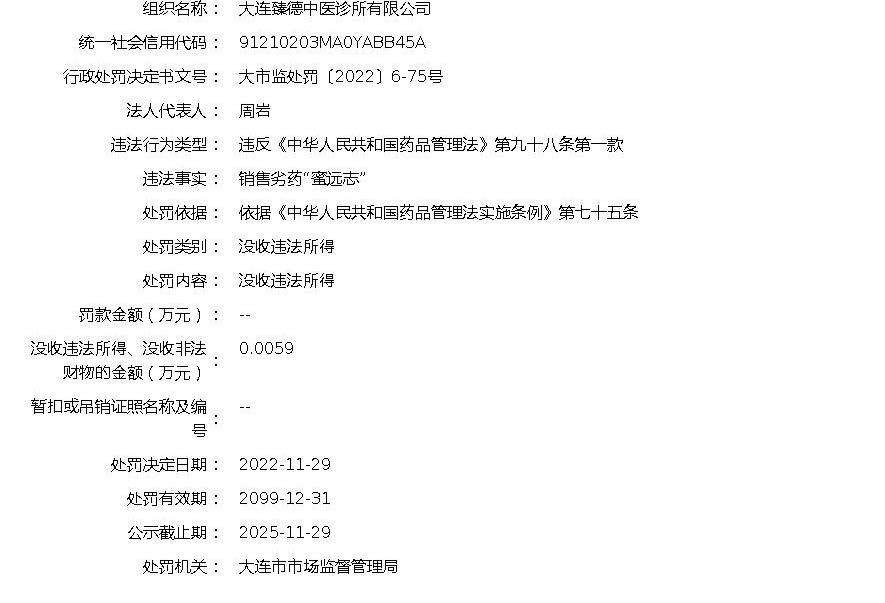 组织名称： 大连臻德中医诊所有限公司
统一社会信用代码： 91210203MA0YABB45A
行政处罚决定书文号： 大市监处罚〔2022〕6-75号
法人代表人： 周岩
违法行为类型： 违反《中华人民共和国药品管理法》第九十八条第一款
违法事实： 销售劣药“蜜远志”
处罚依据： 依据《中华人民共和国药品管理法实施条例》第七十五条
处罚类别： 没收违法所得
处罚内容： 没收违法所得
罚款金额（万元）： --
没收违法所得、没收非法
财物的金额（万元）： 0.0059
暂扣或吊销证照名称及编
号： --
处罚决定日期： 2022-11-29
处罚有效期： 2099-12-31
公示截止期： 2025-11-29
处罚机关： 大连市市场监督管理局